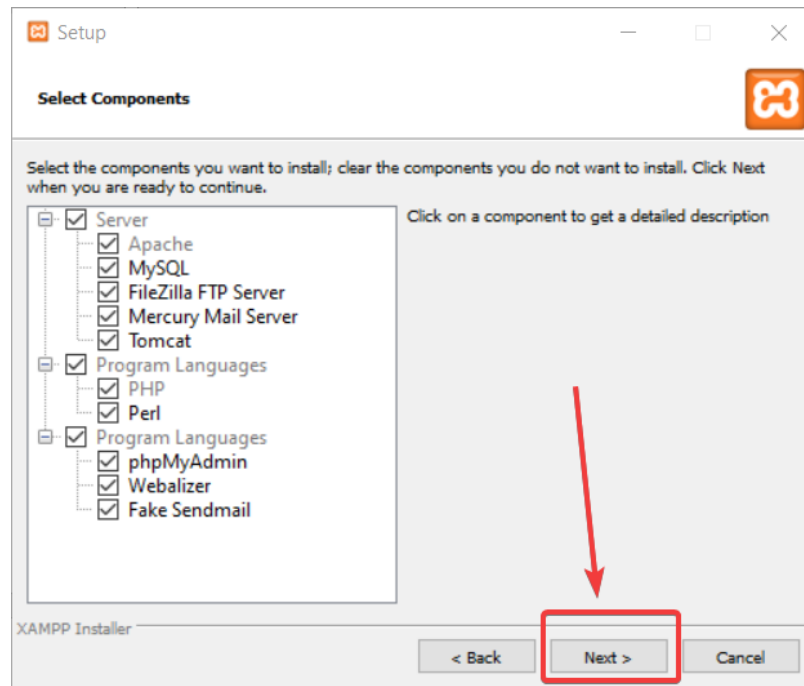 Setup
Select Components
Select the components you want to install; clear the components you do not want to install. Click Next
when you are ready to continue.
Server
Apache
MySQL
FileZilla FTP Server
Mercury Mail Server
Tomcat
Program Languages
PHP
Perl
Program Languages
phpMyAdmin
Webalizer
Fake Sendmail
Click on a component to get a detailed description
XAMPP Installer
< Back
Next >
Cancel